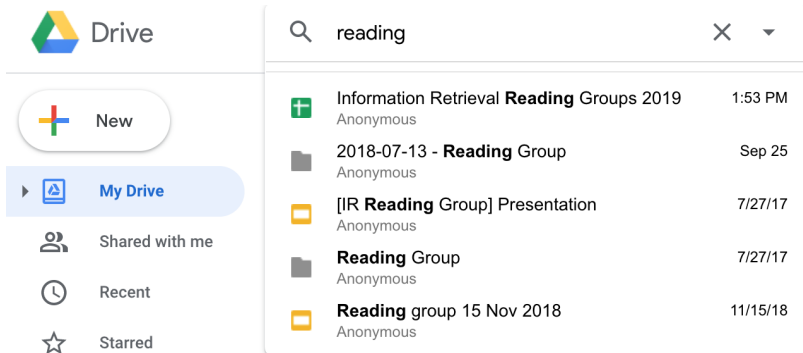 Drive
reading
New
My Drive
Shared with me
Recent
Starred
Information Retrieval Reading Groups 2019 1:53 PM
Anonymous
2018-07-13 - Reading Group Sep 25
Anonymous
[IR Reading Group] Presentation 7/27/17
Anonymous
Reading Group 7/27/17
Anonymous
Reading group 15 Nov 2018 11/15/18
Anonymous